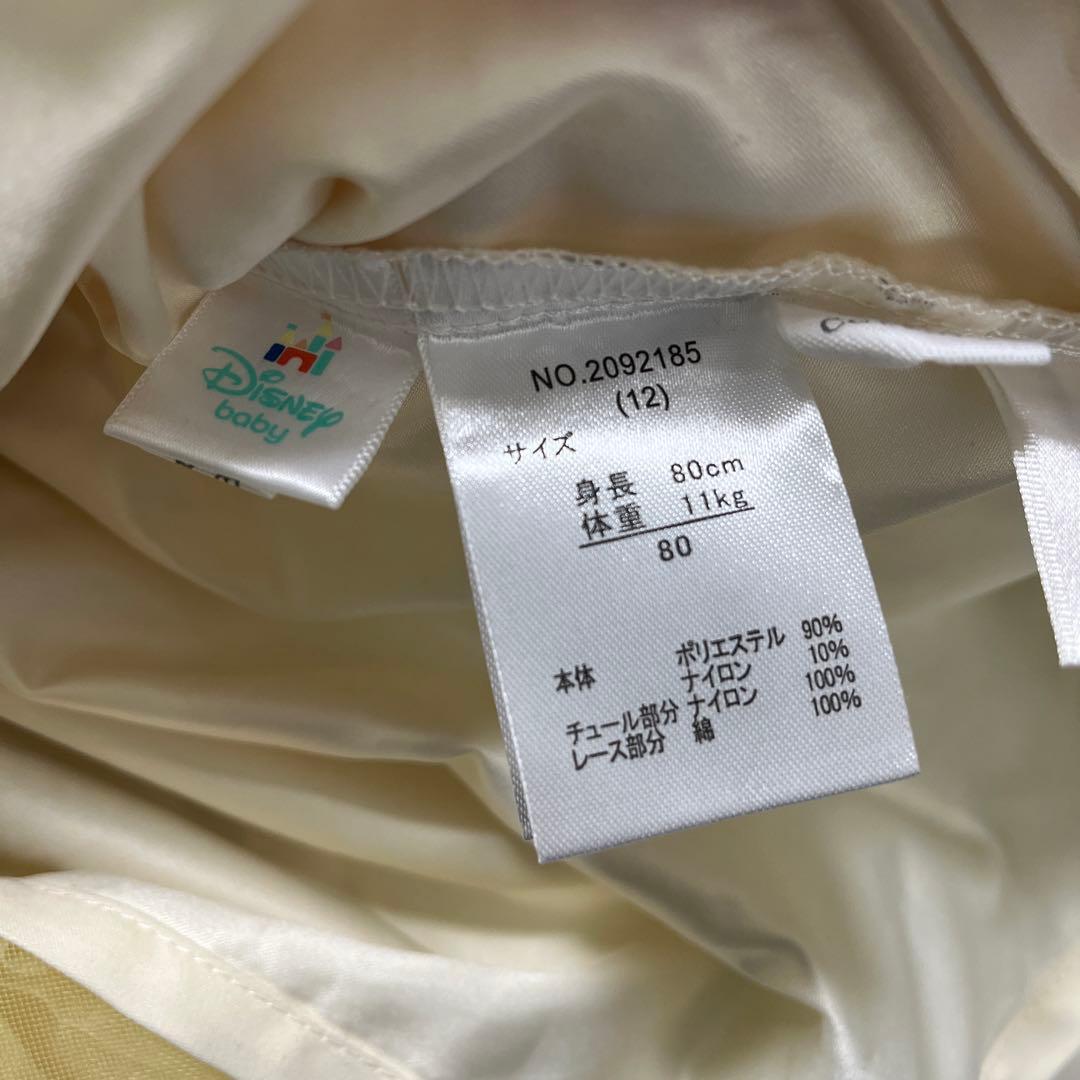 Disney
baby
NO.2092185
(12)
サイズ
身長 80cm
体重 11kg
80
本体 ポリエステル 90%
ナイロン 10%
チュール部分 ナイロン 100%
レース部分 綿 100%